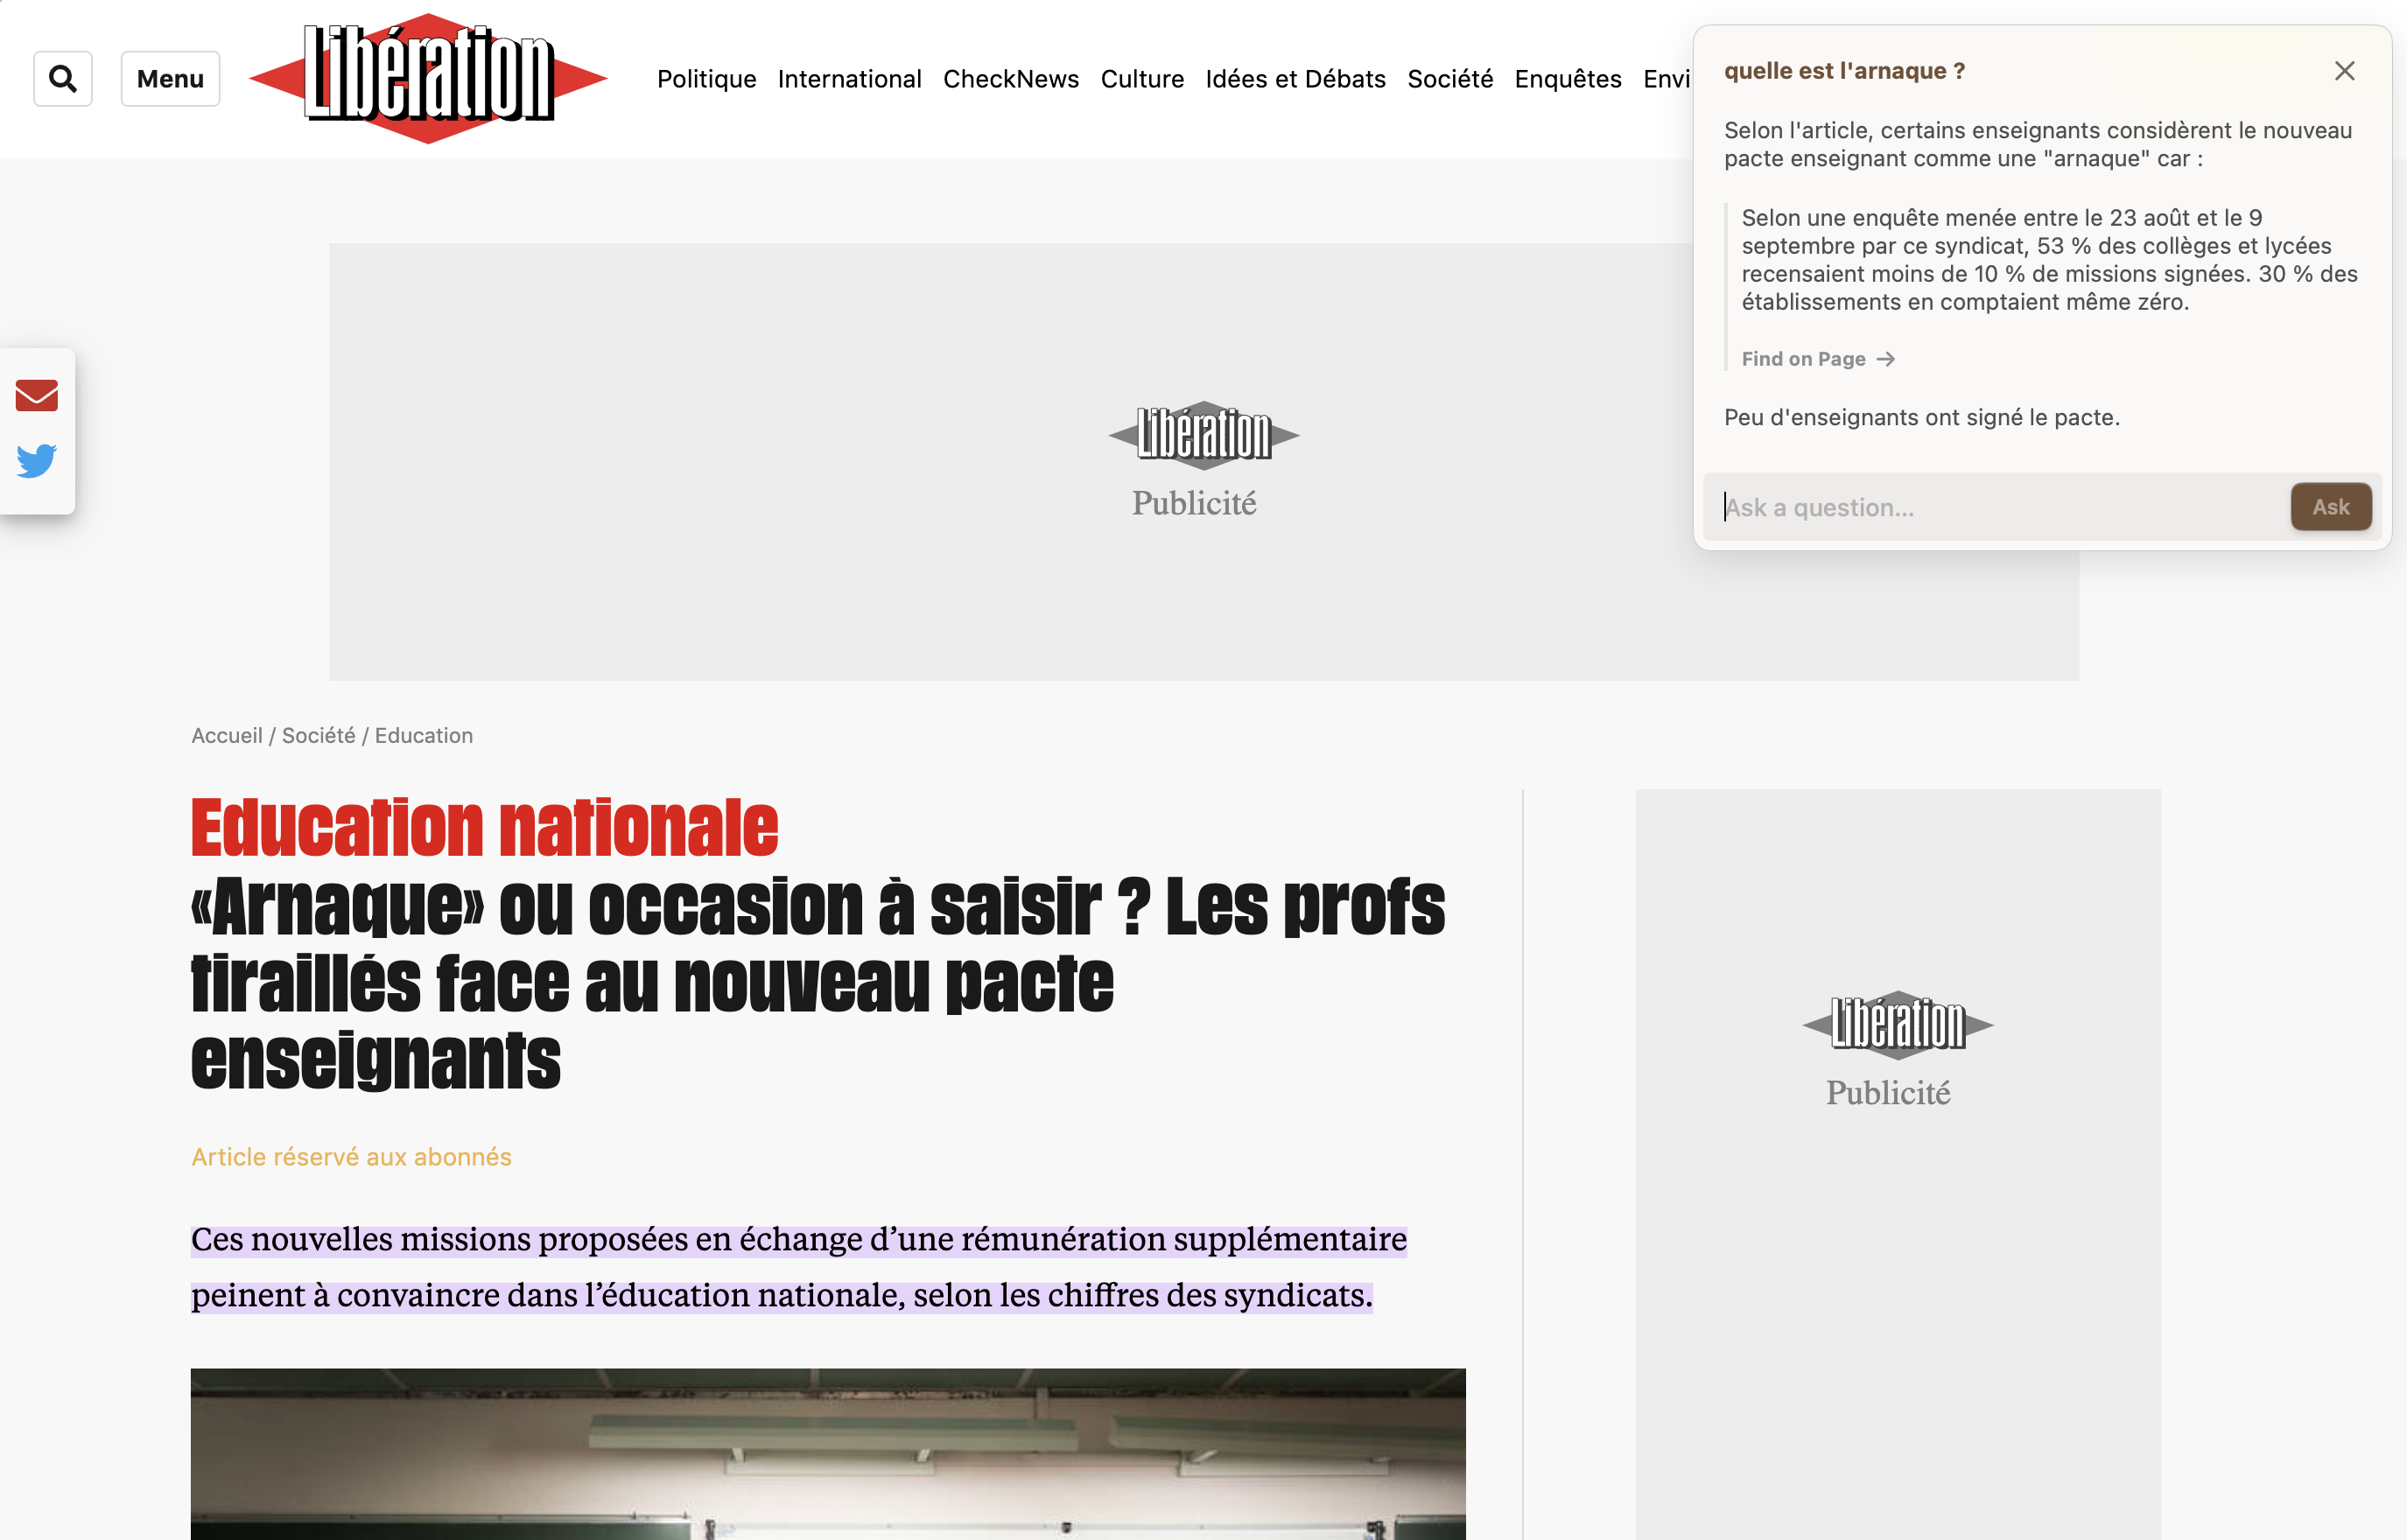 Menu
Libération
Politique International CheckNews Culture Idées et Débats Société Enquêtes Envi
quelle est l'arnaque ?
Selon l'article, certains enseignants considèrent le nouveau
pacte enseignant comme une "arnaque" car :
Selon une enquête menée entre le 23 août et le 9
septembre par ce syndicat, 53 % des collèges et lycées
recensaient moins de 10 % de missions signées. 30 % des
établissements en comptaient même zéro.
Find on Page →
Peu d'enseignants ont signé le pacte.
Ask a question...
Ask
Libération
Publicité
Accueil / Société / Education
Education nationale
«Arnaque» ou occasion à saisir ? Les profs
tiraillés face au nouveau pacte
enseignants
Article réservé aux abonnés
Ces nouvelles missions proposées en échange d’une rémunération supplémentaire
peinent à convaincre dans l’éducation nationale, selon les chiffres des syndicats.
Libération
Publicité